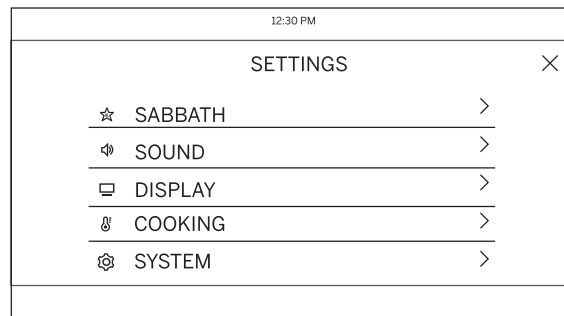 12:30 PM
SETTINGS
SABBATH
SOUND
DISPLAY
COOKING
SYSTEM